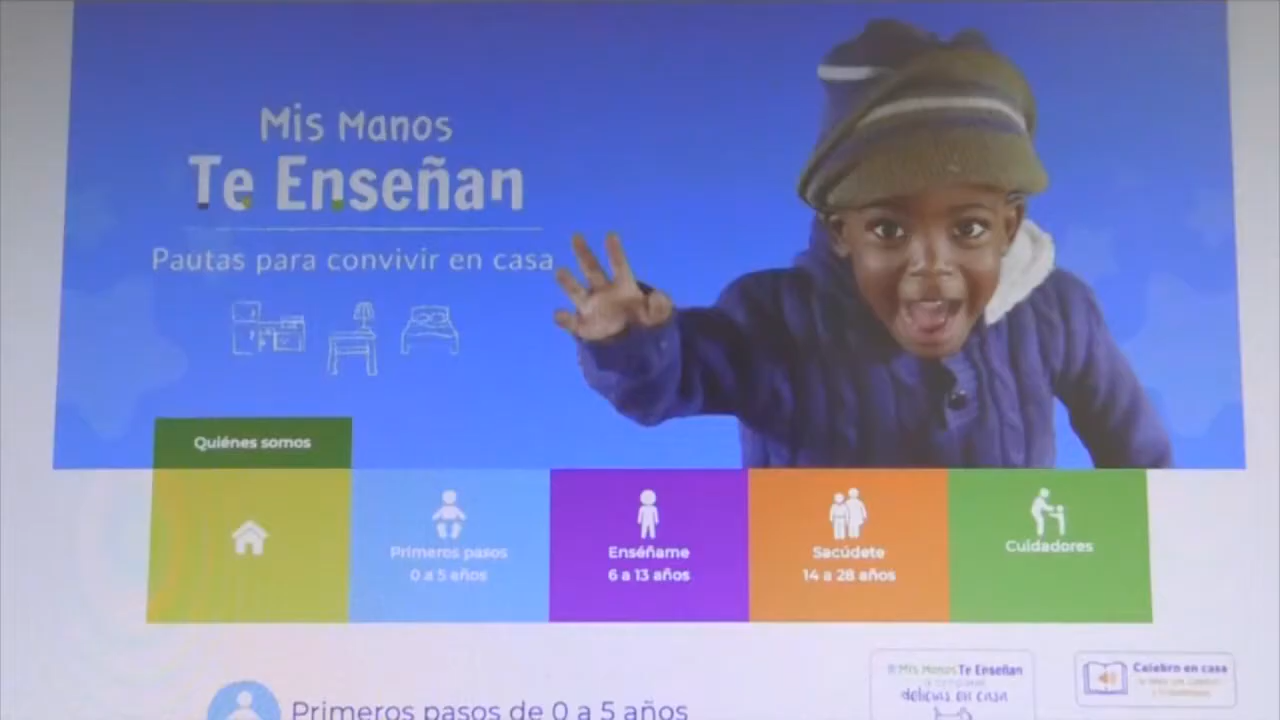 Mis Manos
Te Enseñan
Pautas para convivir en casa
Quiénes somos
Primeros pasos
0 a 5 años
Enséñame
6 a 13 años
Sacúdete
14 a 28 años
Cuidadores
Primeros pasos de 0 a 5 años
#Mis Manos Te Enseñan
delicias en casa
Celebro en casa